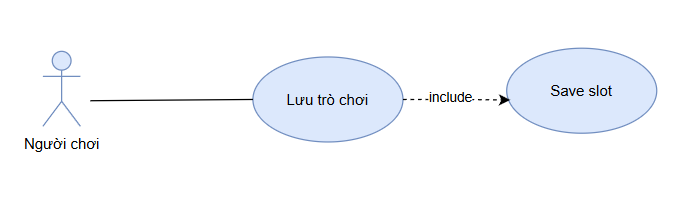 Lưu trò chơi
include
Save slot
Người chơi